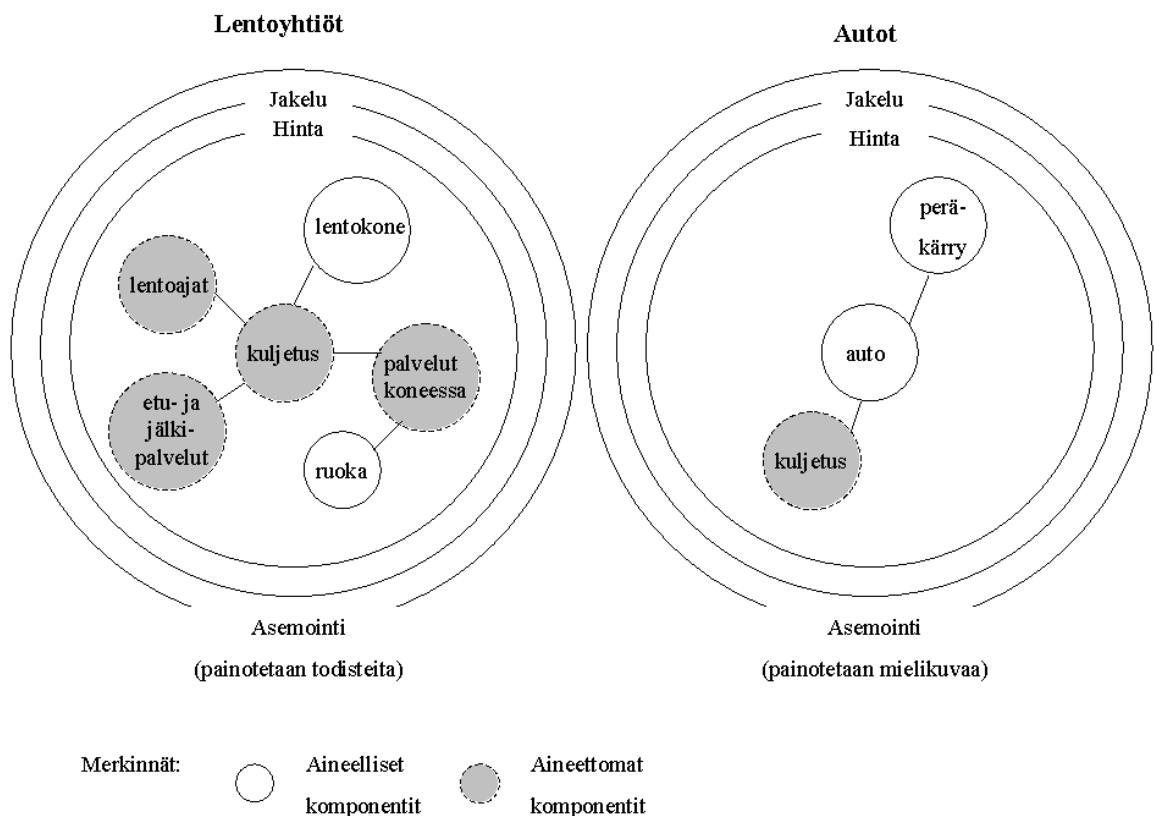 Lentoyhtiöt
Jakelu
Hinta
lentokone
lentoajat
kuljetus
palvelut
koneessa
etu- ja
jälki-
palvelut
ruoka
Asemointi
(painotetaan todisteita)
Autot
Jakelu
Hinta
perä-
kärry
auto
kuljetus
Asemointi
(painotetaan mielikuvaa)
Merkinnät:
Aineelliset
komponentit
Aineettomat
komponentit